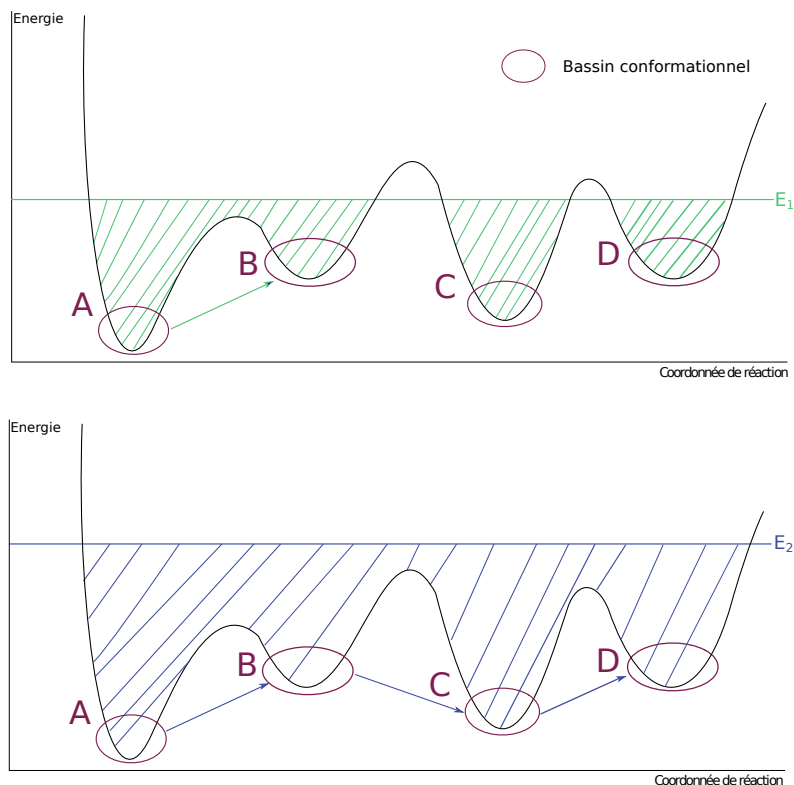 Energie
Bassin conformationnel
E1
B
D
C
A
Coordonnée de réaction
Energie
E2
B
D
C
A
Coordonnée de réaction